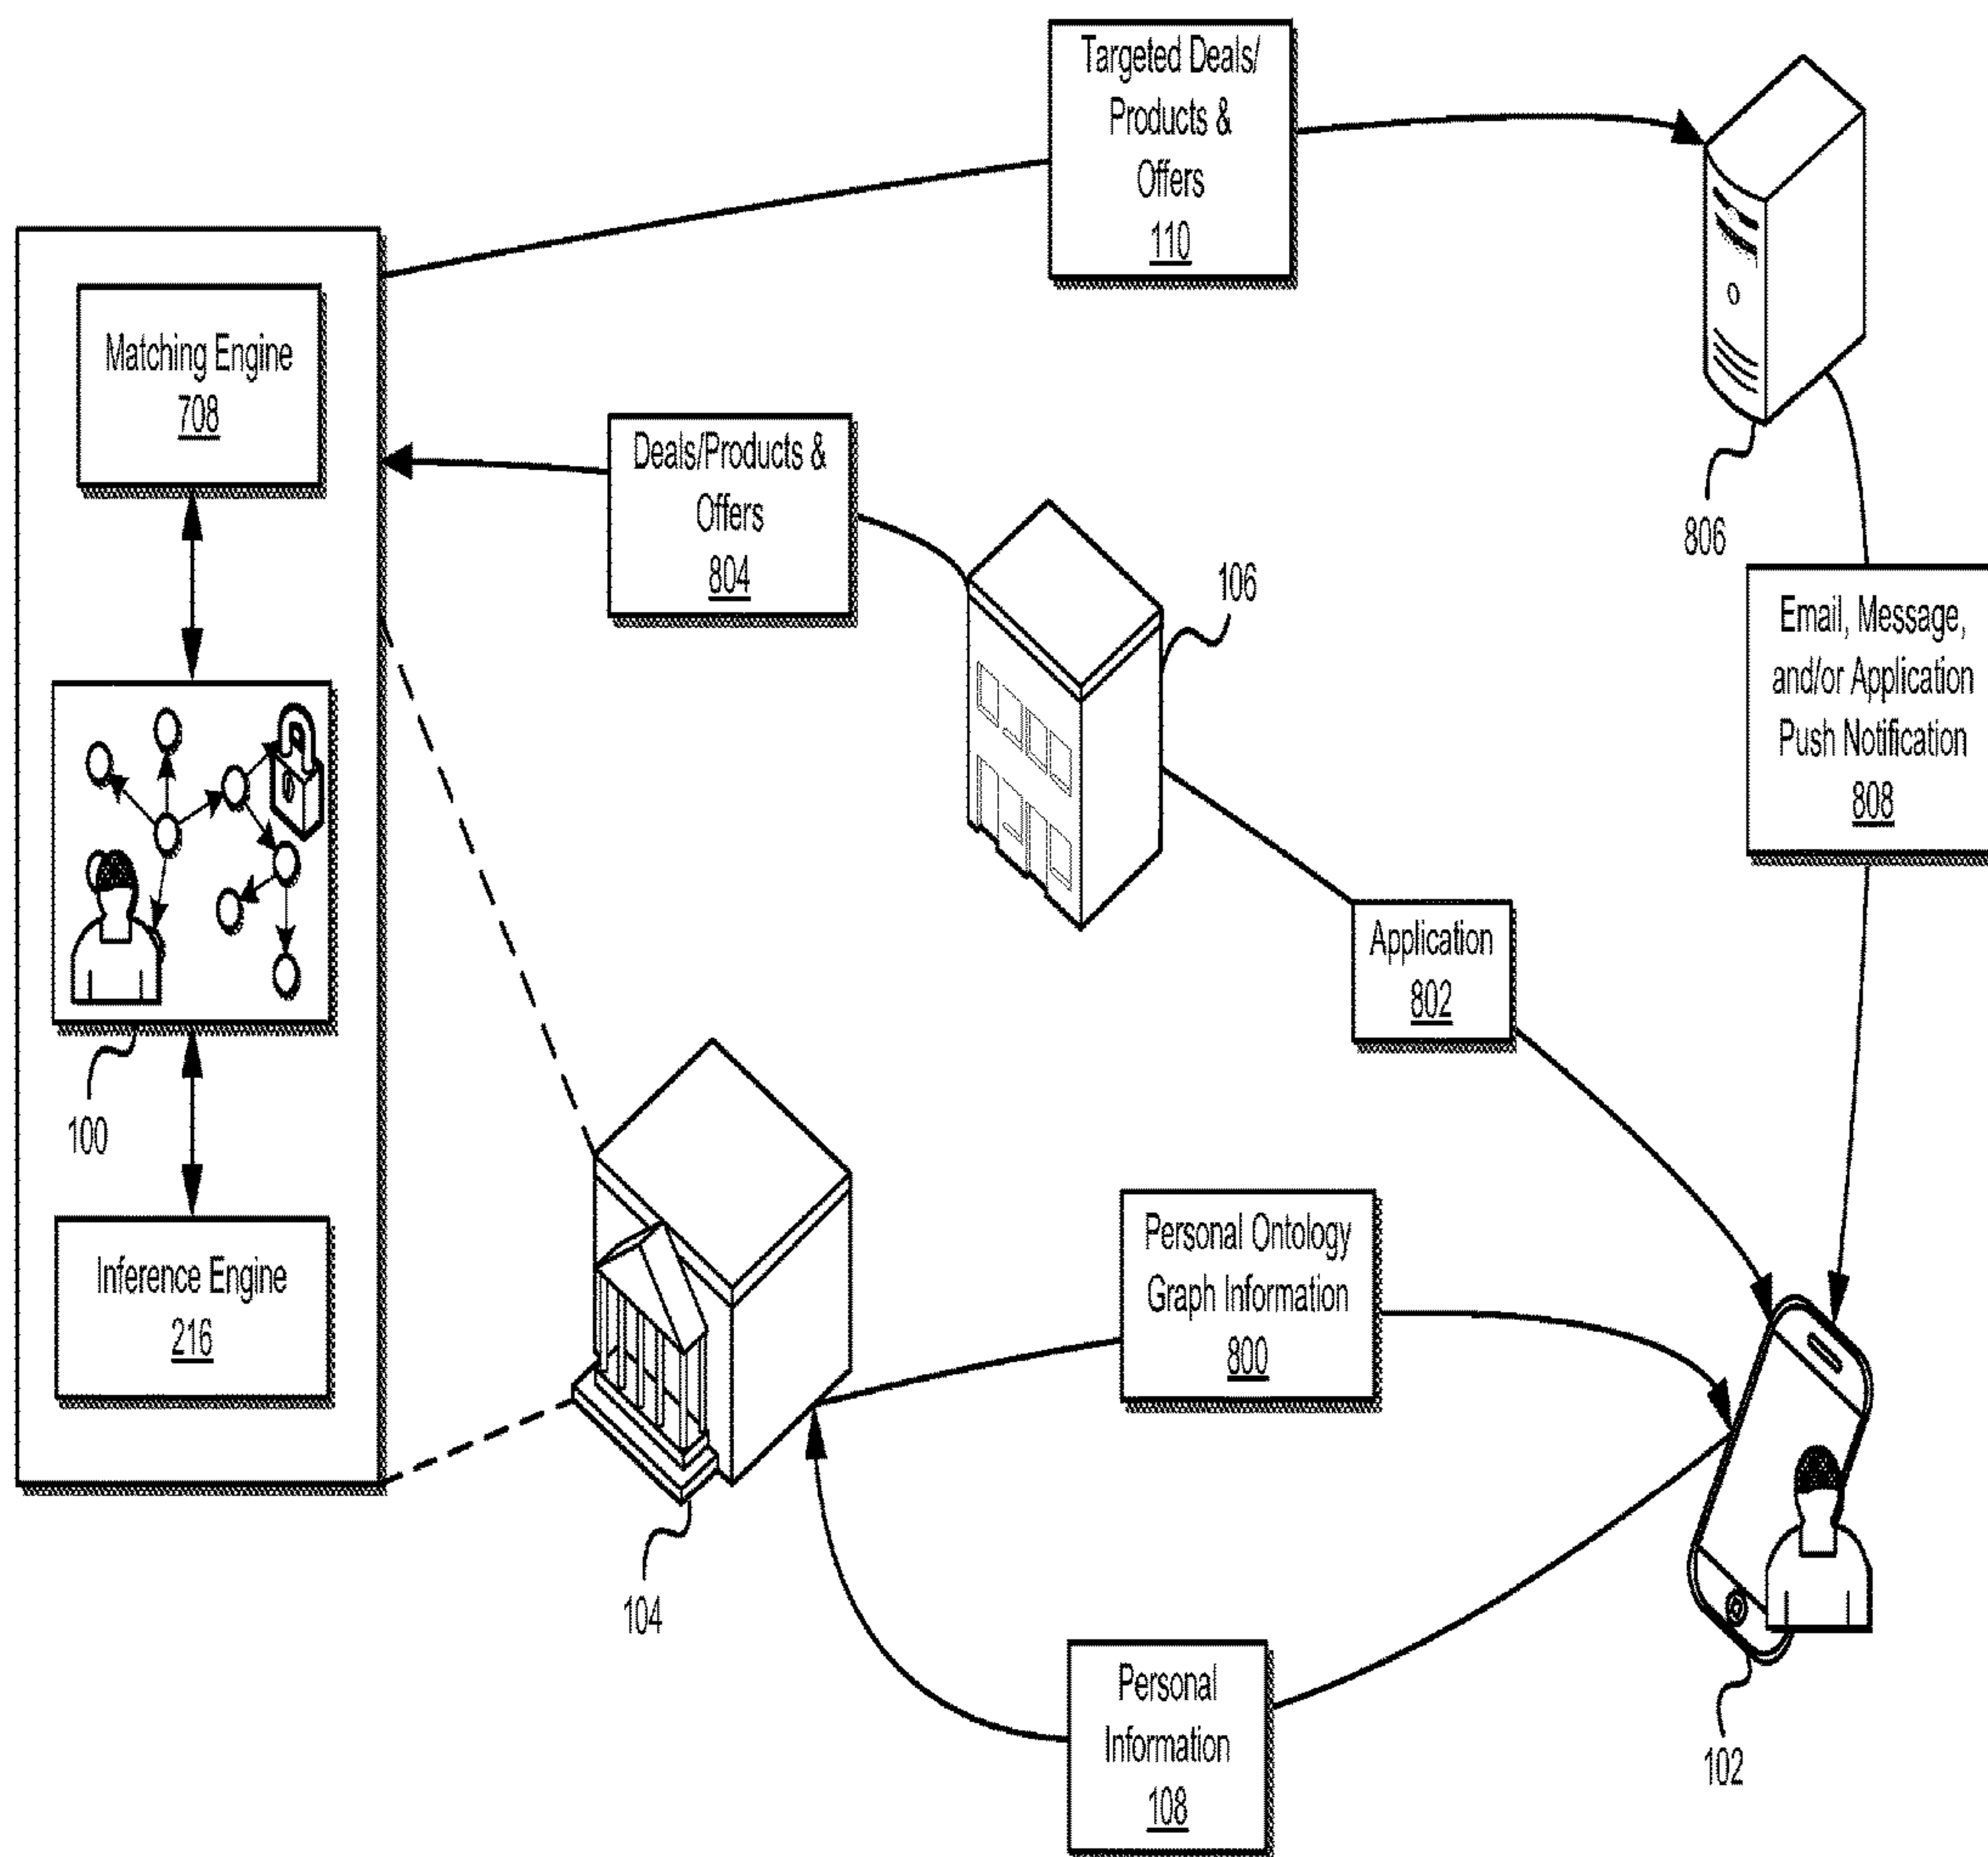 Targeted Deals/
Products &
Offers
110
Matching Engine
708
Deals/Products &
Offers
804
806
106
Email, Message,
and/or Application
Push Notification
808
Application
802
100
Inference Engine
216
Personal Ontology
Graph Information
800
104
Personal
Information
108
102